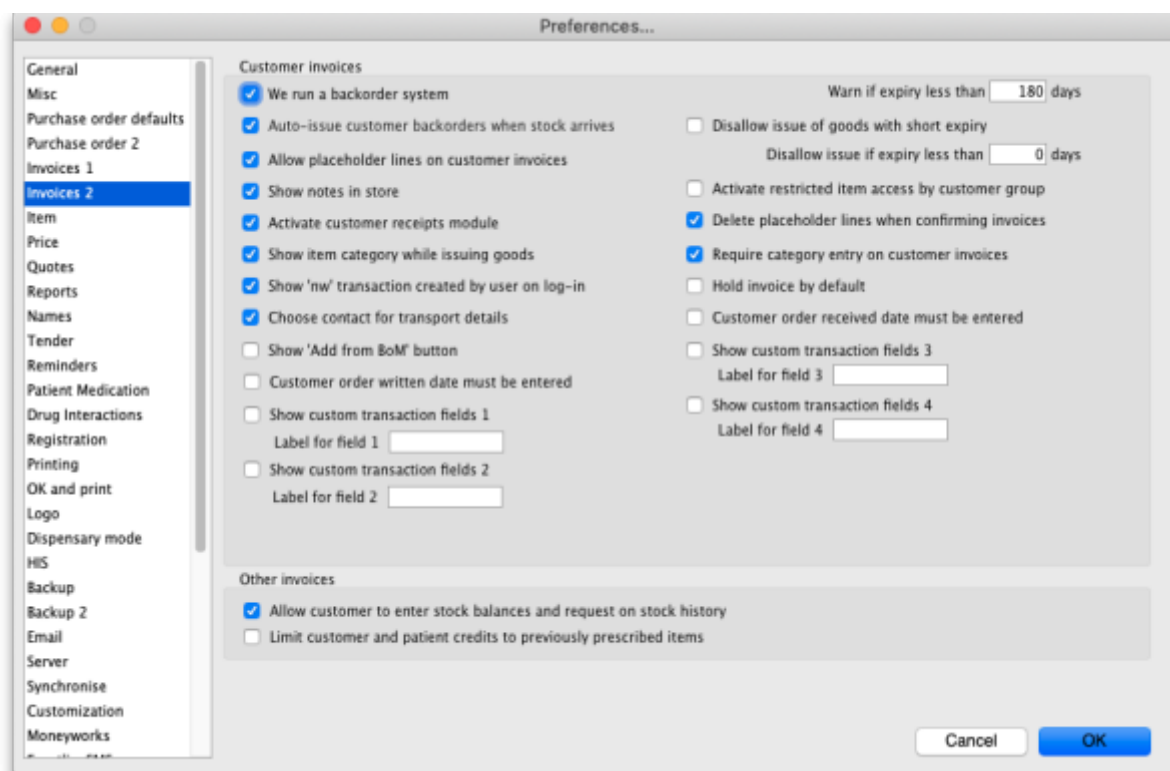 Preferences...
General
Misc
Purchase order defaults
Purchase order 2
Invoices 1
Invoices 2
Item
Price
Quotes
Reports
Names
Tender
Reminders
Patient Medication
Drug Interactions
Registration
Printing
OK and print
Logo
Dispensary mode
HIS
Backup
Backup 2
Email
Server
Synchronise
Customization
Moneyworks
Customer invoices
We run a backorder system
Auto-issue customer backorders when stock arrives
Allow placeholder lines on customer invoices
Show notes in store
Activate customer receipts module
Show item category while issuing goods
Show 'nw' transaction created by user on log-in
Choose contact for transport details
Show 'Add from BoM' button
Customer order written date must be entered
Show custom transaction fields 1
Label for field 1
Show custom transaction fields 2
Label for field 2
Warn if expiry less than 180 days
Disallow issue of goods with short expiry
Disallow issue if expiry less than 0 days
Activate restricted item access by customer group
Delete placeholder lines when confirming invoices
Require category entry on customer invoices
Hold invoice by default
Customer order received date must be entered
Show custom transaction fields 3
Label for field 3
Show custom transaction fields 4
Label for field 4
Other invoices
Allow customer to enter stock balances and request on stock history
Limit customer and patient credits to previously prescribed items
Cancel
OK